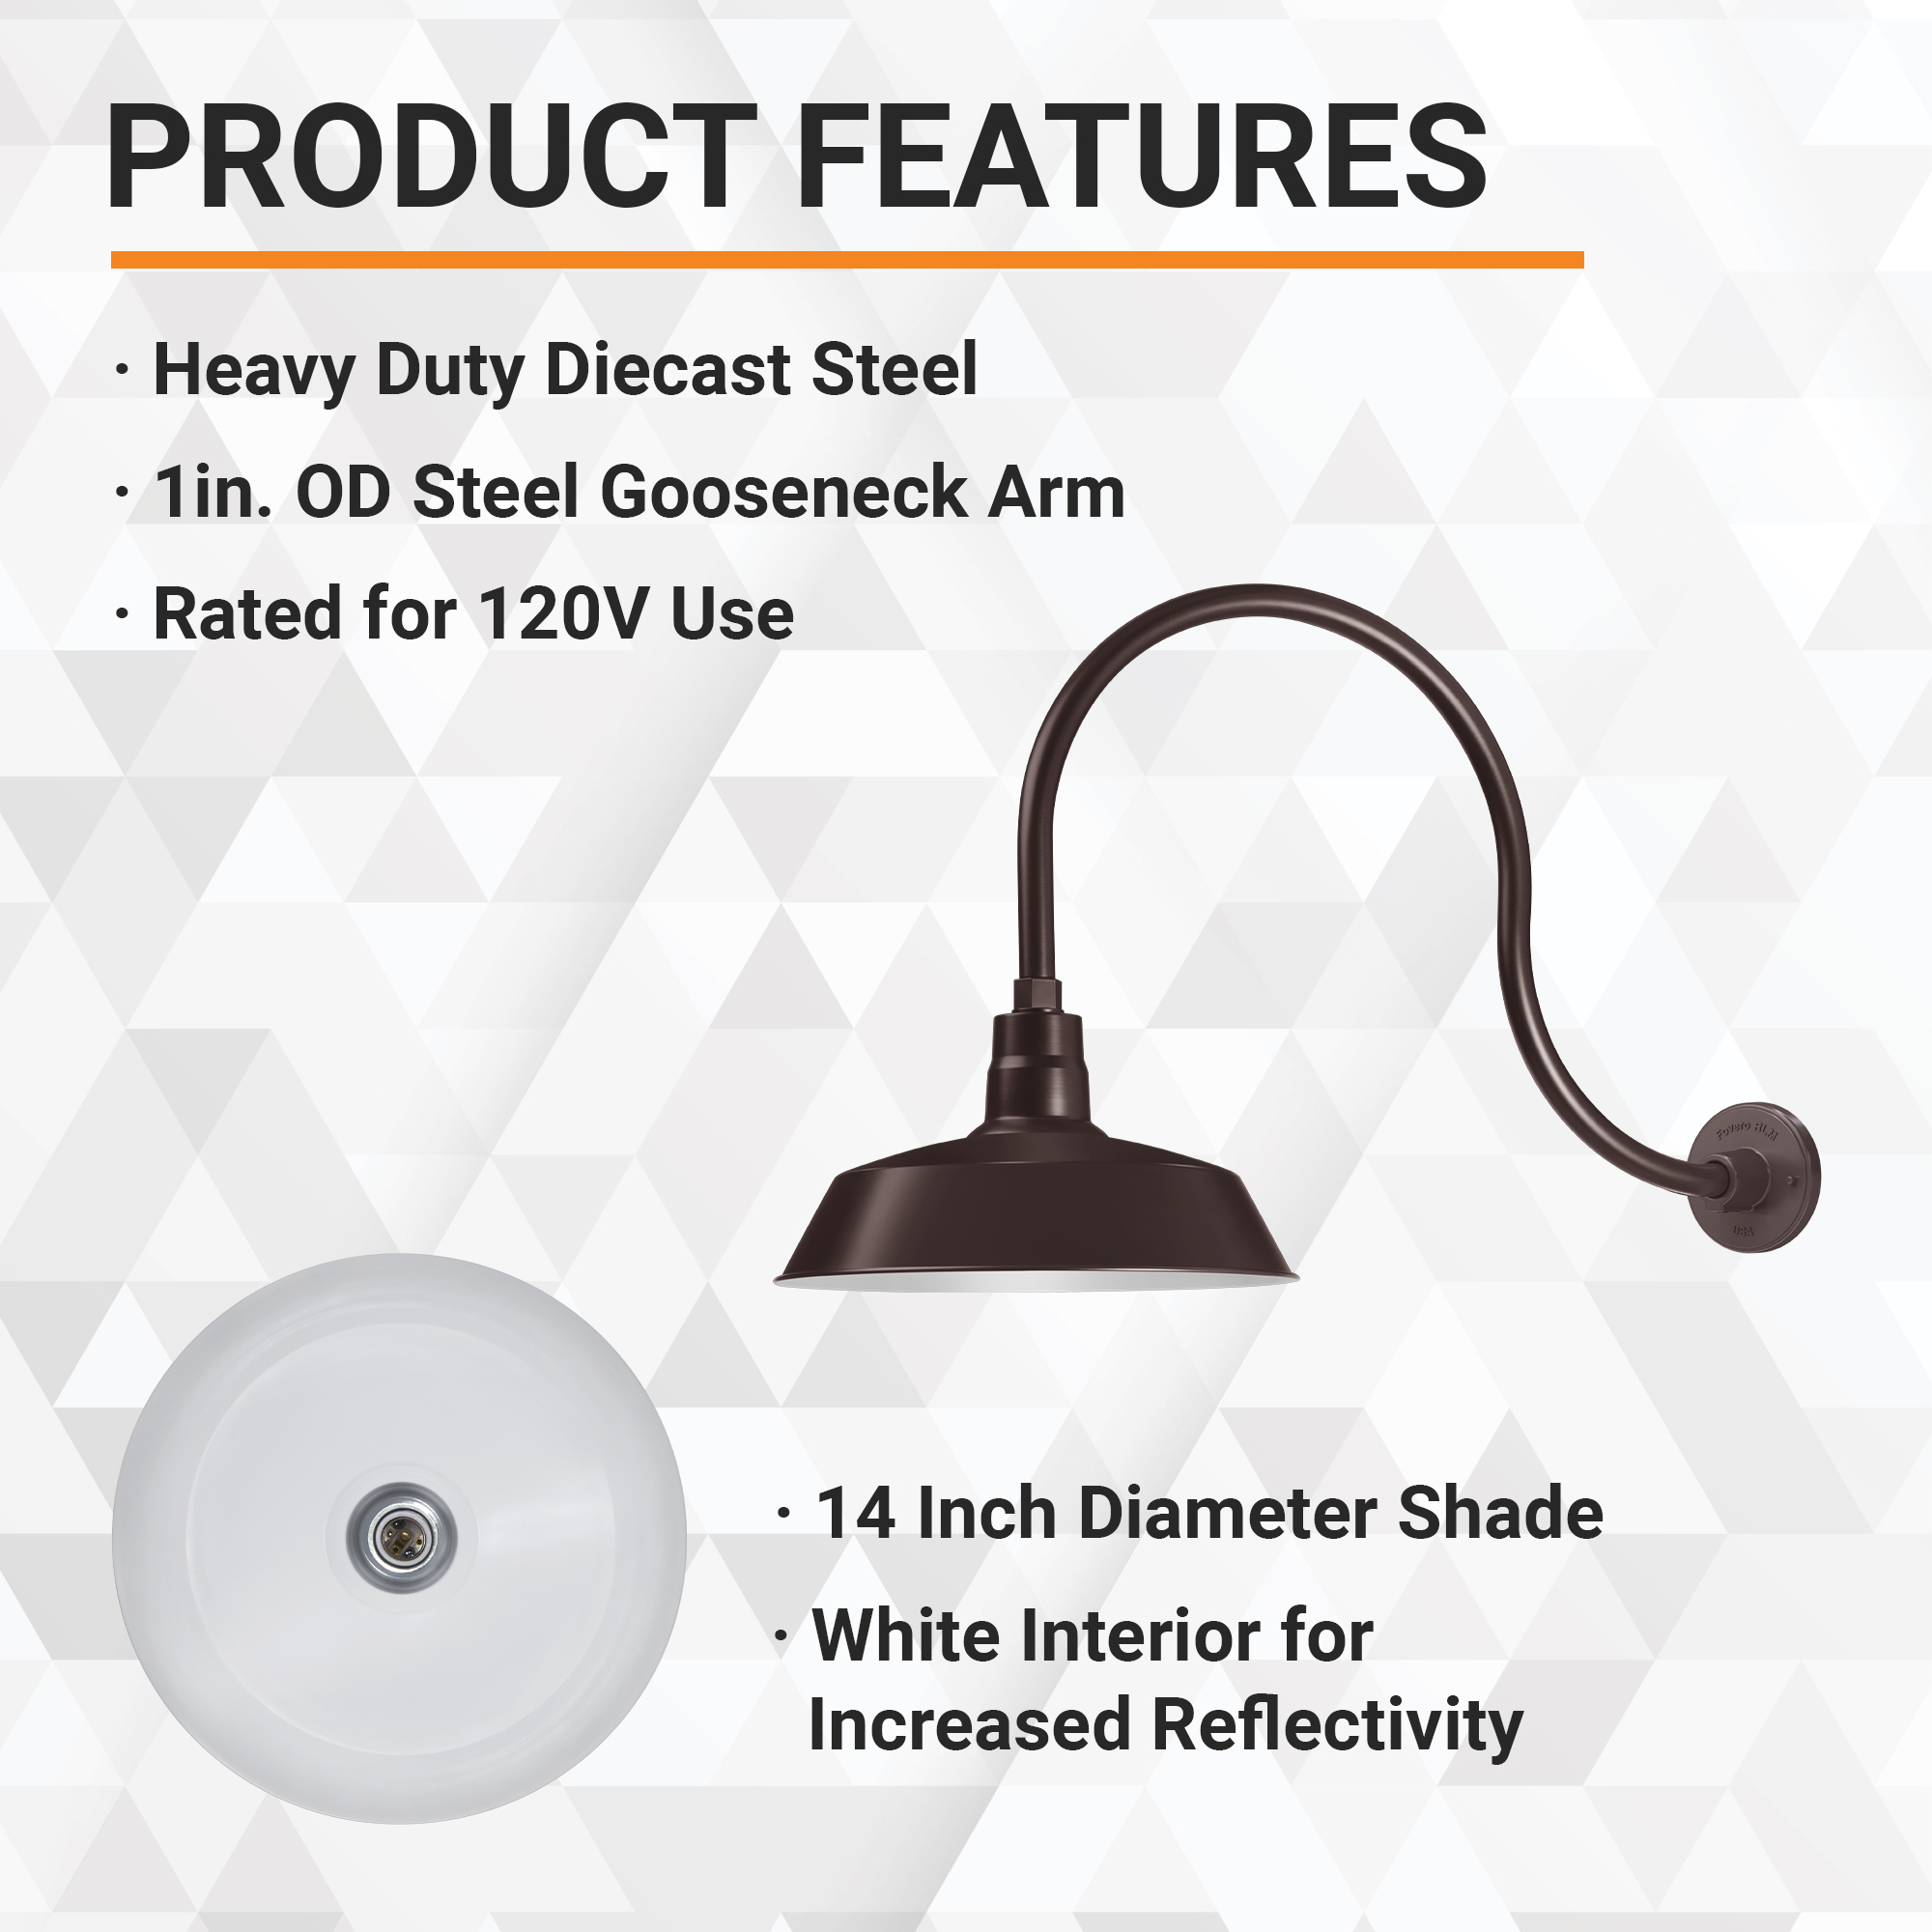 PRODUCT FEATURES
· Heavy Duty Diecast Steel
· 1in. OD Steel Gooseneck Arm
· Rated for 120V Use
USA
· 14 Inch Diameter Shade
· White Interior for
Increased Reflectivity